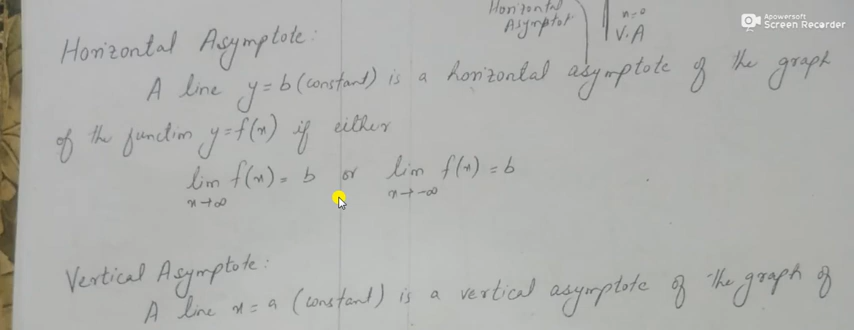 Horizontal
Asymptot
x=0
V.A
Apowersoft
Screen Recorder
Horizontal Asymptote:
A line y=b (constant) is a horizontal asymptote of the graph
of the function y=f(x) if either
lim f(x) = b or lim f(x) = b
x→∞ x→-∞
Vertical Asymptote:
A line x=a (constant) is a vertical asymptote of the graph of